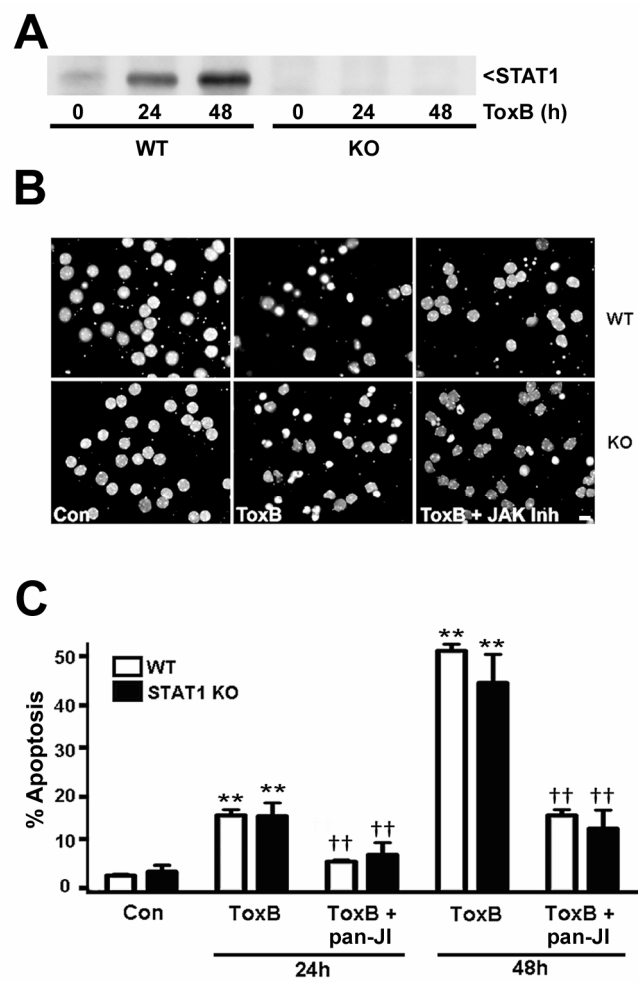 A
<STAT1
0 24 48 0 24 48 ToxB (h)
WT KO
B
WT
KO
Con ToxB ToxB + JAK Inh
C
% Apoptosis
50
40
30
20
10
0
WT
STAT1 KO
** ** †† †† ** ** †† ††
Con ToxB ToxB + pan-JI ToxB ToxB + pan-JI
24h 48h